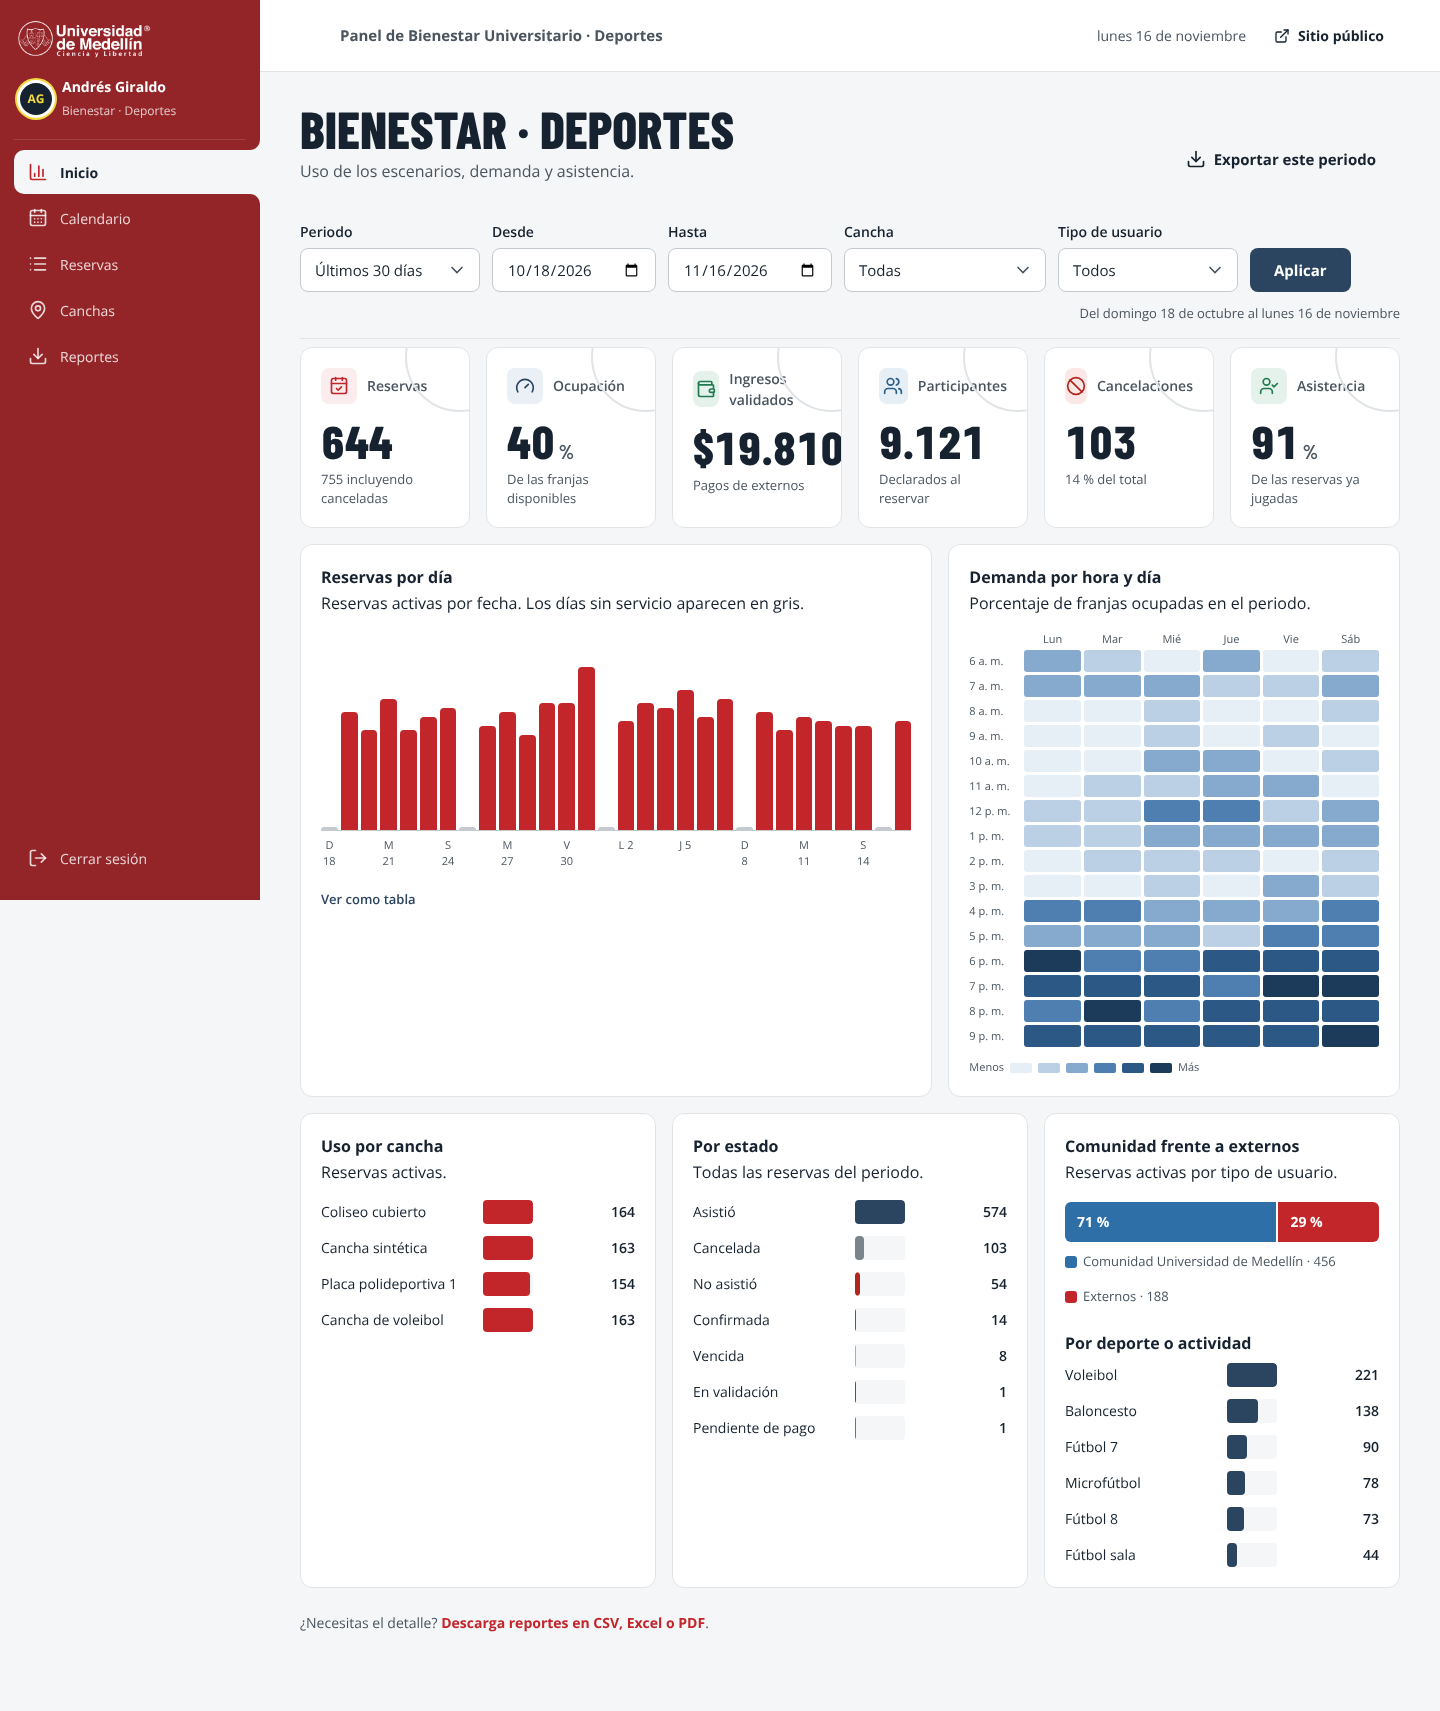 Universidad®
de Medellín
Ciencia y Libertad
AG
Andrés Giraldo
Bienestar · Deportes
Inicio
Calendario
Reservas
Canchas
Reportes
Cerrar sesión
Panel de Bienestar Universitario · Deportes
lunes 16 de noviembre
Sitio público
BIENESTAR · DEPORTES
Uso de los escenarios, demanda y asistencia.
Exportar este periodo
Periodo
Desde
Hasta
Cancha
Tipo de usuario
Últimos 30 días
10/18/2026
11/16/2026
Todas
Todos
Aplicar
Del domingo 18 de octubre al lunes 16 de noviembre
Reservas
644
755 incluyendo
canceladas
Ocupación
40 %
De las franjas
disponibles
Ingresos
validados
$19.810
Pagos de externos
Participantes
9.121
Declarados al
reservar
Cancelaciones
103
14 % del total
Asistencia
91 %
De las reservas ya
jugadas
Reservas por día
Reservas activas por fecha. Los días sin servicio aparecen en gris.
D M S M V L 2 J 5 D M S
18 21 24 27 30 8 11 14
Ver como tabla
Demanda por hora y día
Porcentaje de franjas ocupadas en el periodo.
Lun Mar Mié Jue Vie Sáb
6 a. m.
7 a. m.
8 a. m.
9 a. m.
10 a. m.
11 a. m.
12 p. m.
1 p. m.
2 p. m.
3 p. m.
4 p. m.
5 p. m.
6 p. m.
7 p. m.
8 p. m.
9 p. m.
Menos Más
Uso por cancha
Reservas activas.
Coliseo cubierto 164
Cancha sintética 163
Placa polideportiva 1 154
Cancha de voleibol 163
Por estado
Todas las reservas del periodo.
Asistió 574
Cancelada 103
No asistió 54
Confirmada 14
Vencida 8
En validación 1
Pendiente de pago 1
Comunidad frente a externos
Reservas activas por tipo de usuario.
71 % 29 %
Comunidad Universidad de Medellín · 456
Externos · 188
Por deporte o actividad
Voleibol 221
Baloncesto 138
Fútbol 7 90
Microfútbol 78
Fútbol 8 73
Fútbol sala 44
¿Necesitas el detalle? Descarga reportes en CSV, Excel o PDF.